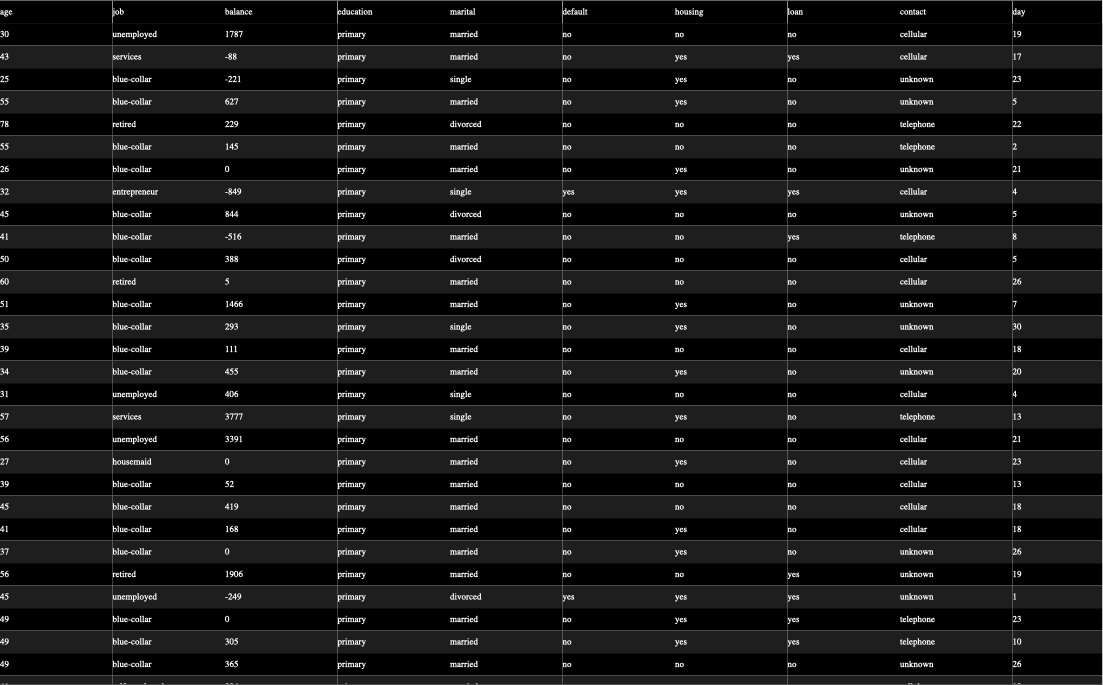 age job balance education marital default housing loan contact day
30 unemployed 1787 primary married no no no cellular 19
43 services -88 primary married no yes yes cellular 17
25 blue-collar -221 primary single no yes no unknown 23
55 blue-collar 627 primary married no yes no unknown 5
78 retired 229 primary divorced no no no telephone 22
55 blue-collar 145 primary married no no no telephone 2
26 blue-collar 0 primary married no yes no unknown 21
32 entrepreneur -849 primary single yes yes yes cellular 4
45 blue-collar 844 primary divorced no no no unknown 5
41 blue-collar -516 primary married no no yes telephone 8
50 blue-collar 388 primary divorced no no no cellular 5
60 retired 5 primary married no no no cellular 26
51 blue-collar 1466 primary married no yes no unknown 7
35 blue-collar 293 primary single no yes no unknown 30
39 blue-collar 111 primary married no no no cellular 18
34 blue-collar 455 primary married no yes no unknown 20
31 unemployed 406 primary single no no no cellular 4
57 services 3777 primary single no yes no telephone 13
56 unemployed 3391 primary married no no no cellular 21
27 housemaid 0 primary married no yes no cellular 23
39 blue-collar 52 primary married no no no cellular 13
45 blue-collar 419 primary married no no no cellular 18
41 blue-collar 168 primary married no yes no cellular 18
37 blue-collar 0 primary married no yes no unknown 26
56 retired 1906 primary married no no yes unknown 19
45 unemployed -249 primary divorced yes yes yes unknown 1
49 blue-collar 0 primary married no yes yes telephone 23
49 blue-collar 305 primary married no yes yes telephone 10
49 blue-collar 365 primary married no no no unknown 26